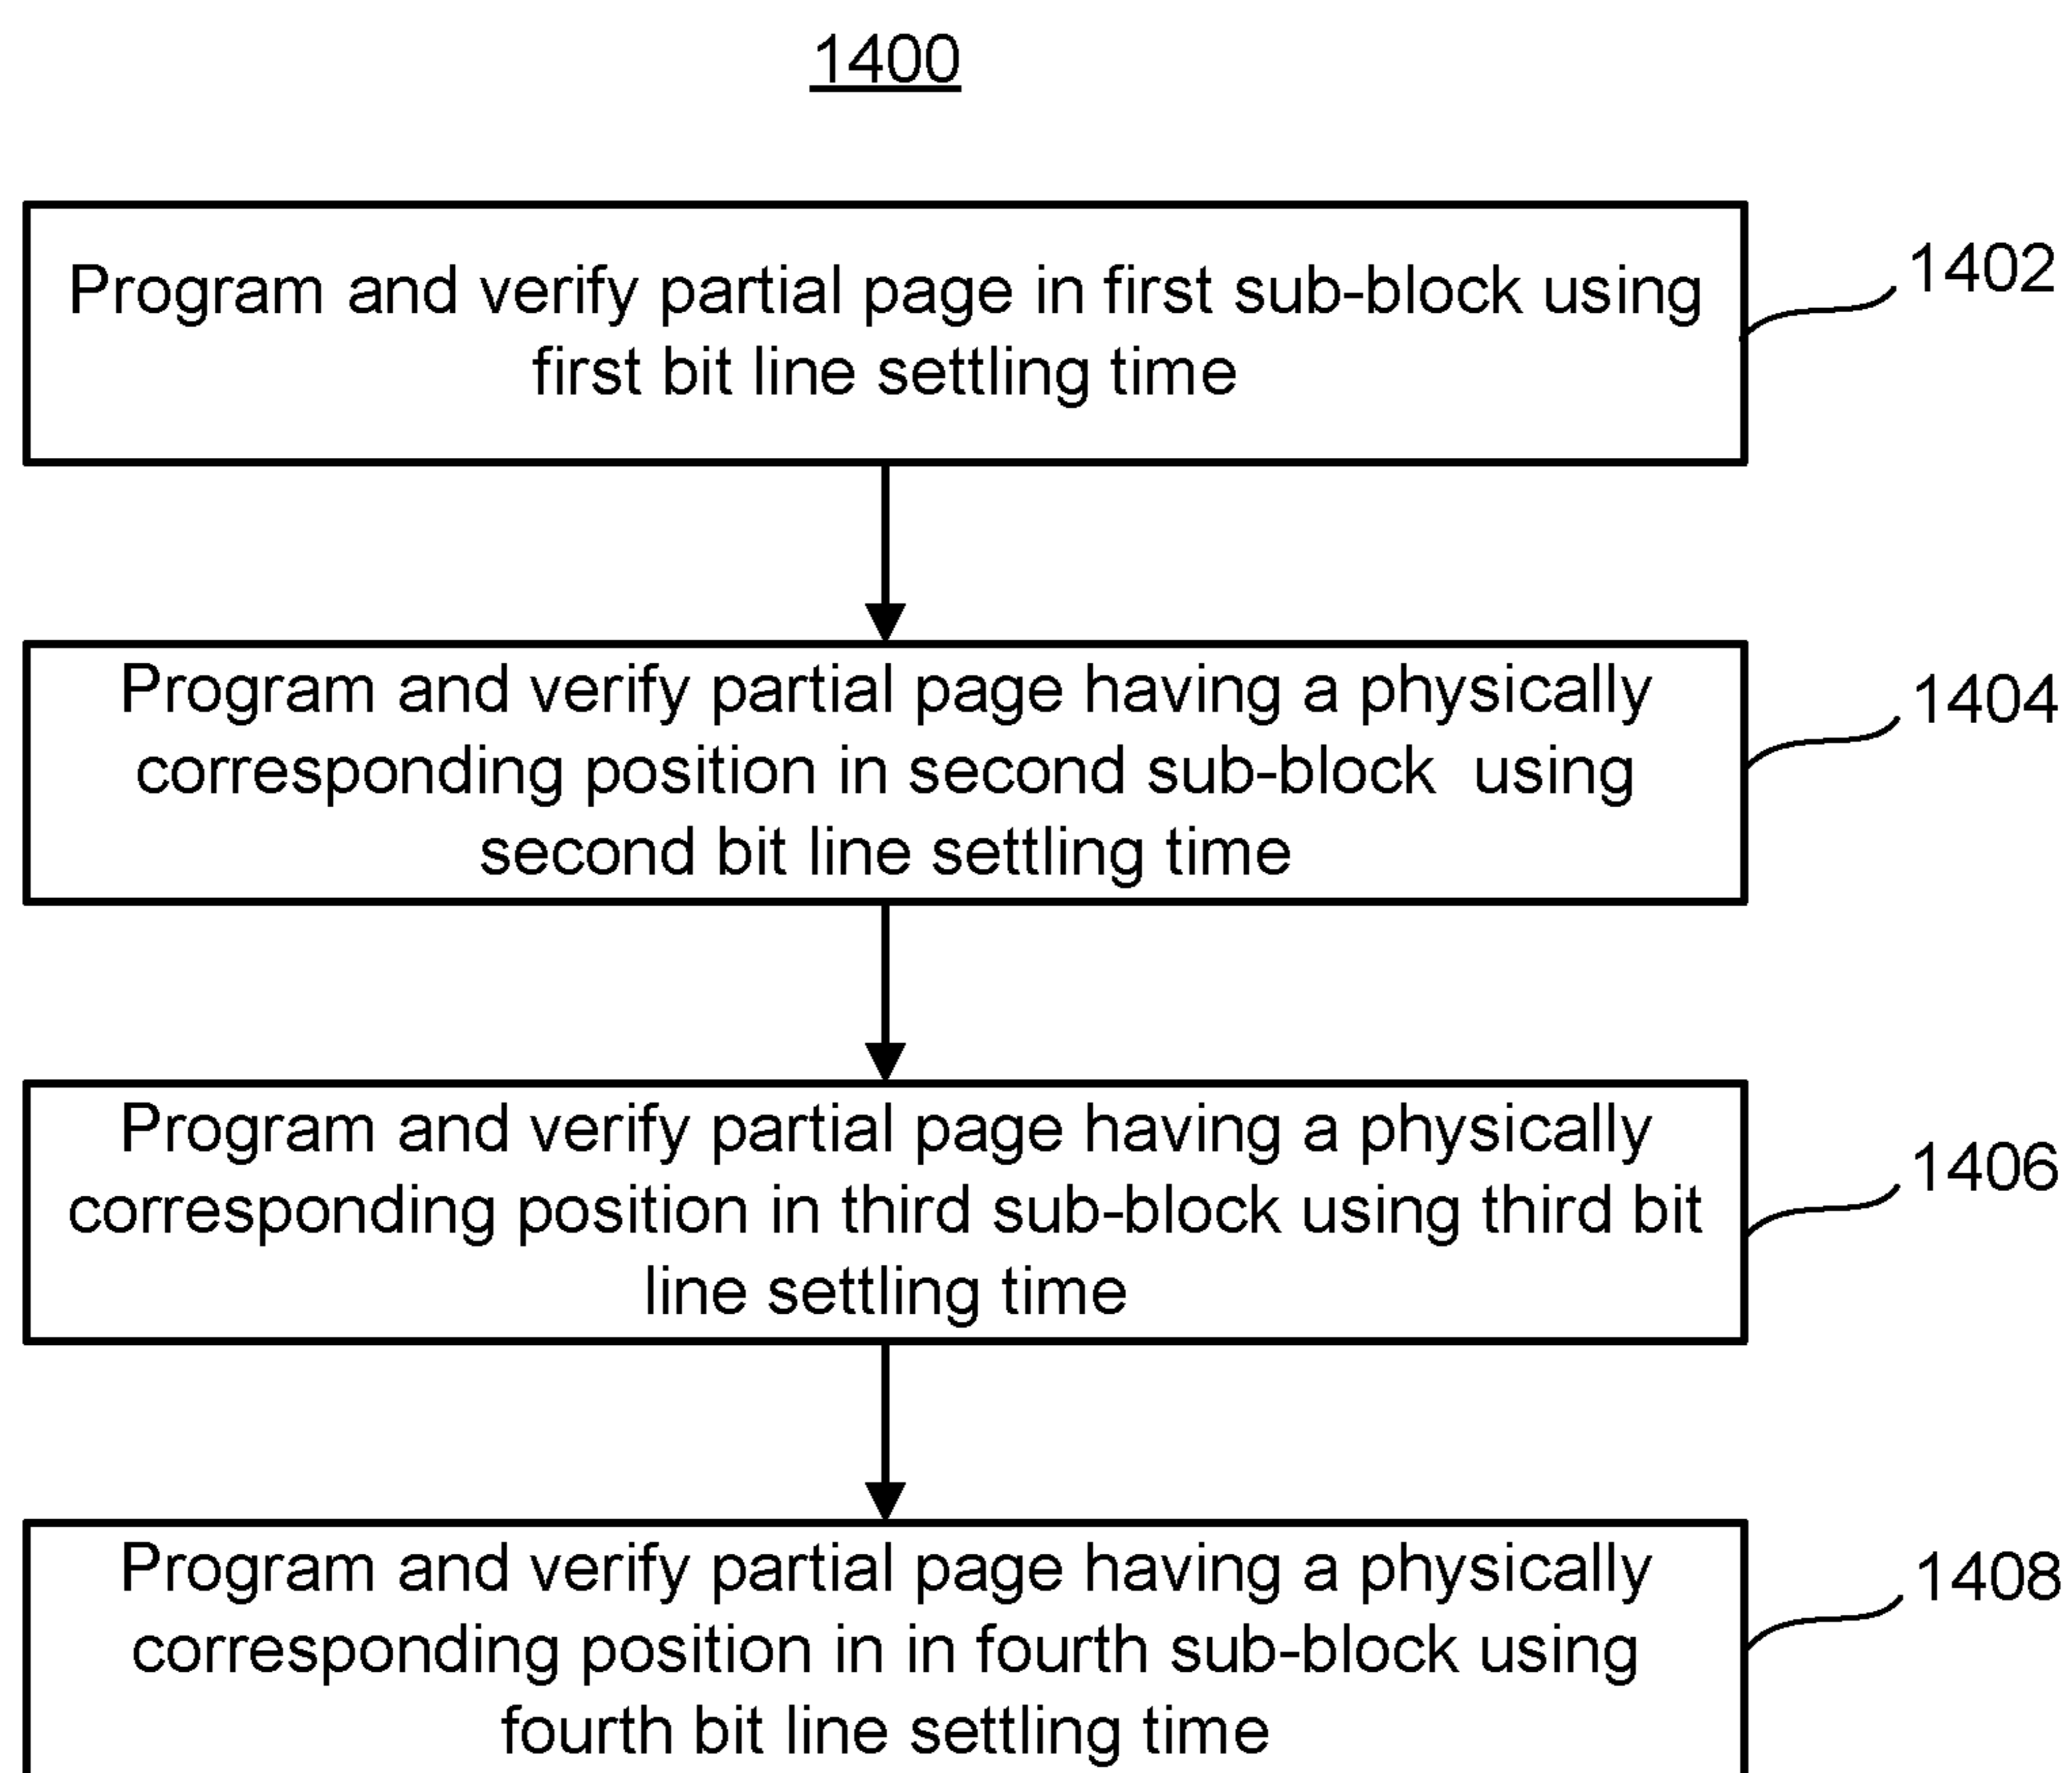 1400
Program and verify partial page in first sub-block using
first bit line settling time
1402
Program and verify partial page having a physically
corresponding position in second sub-block using
second bit line settling time
1404
Program and verify partial page having a physically
corresponding position in third sub-block using third bit
line settling time
1406
Program and verify partial page having a physically
corresponding position in in fourth sub-block using
fourth bit line settling time
1408